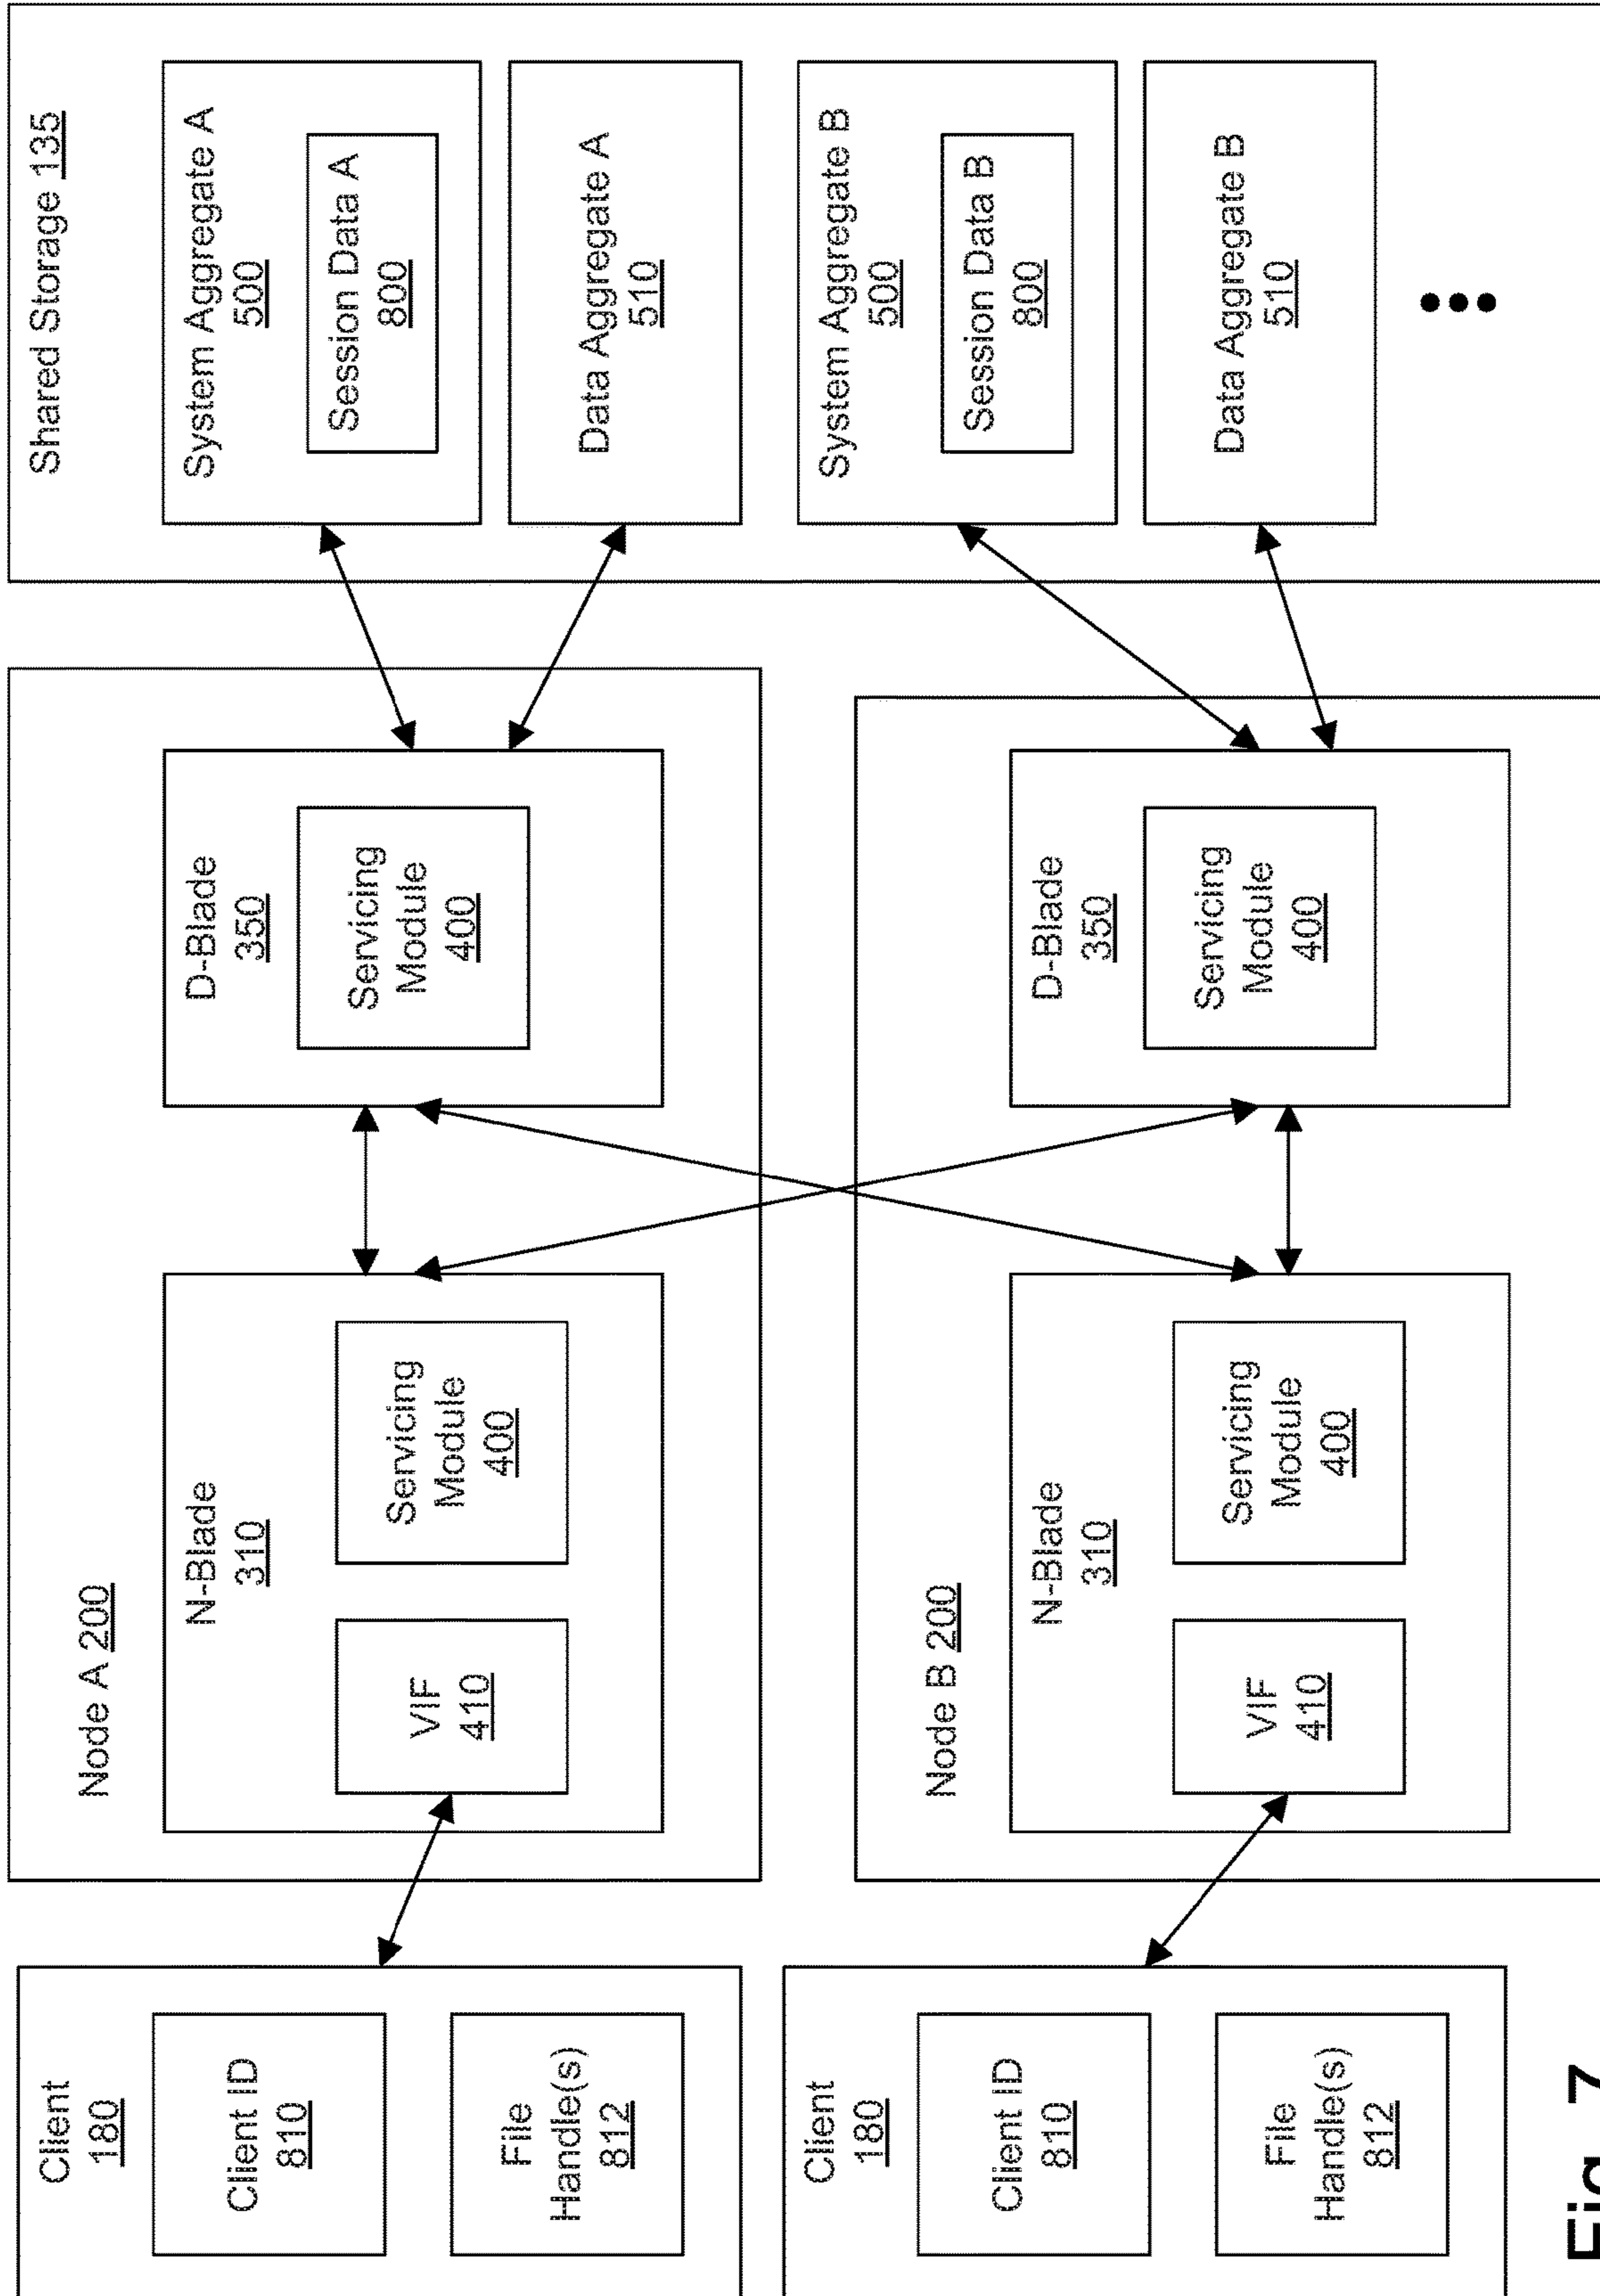 Client
180
Client ID
810
File
Handle(s)
812
Node A 200
N-Blade
310
VIF
410
Servicing
Module
400
D-Blade
350
Servicing
Module
400
Shared Storage 135
System Aggregate A
500
Session Data A
800
Data Aggregate A
510
Client
180
Client ID
810
File
Handle(s)
812
Node B 200
N-Blade
310
VIF
410
Servicing
Module
400
D-Blade
350
Servicing
Module
400
System Aggregate B
500
Session Data B
800
Data Aggregate B
510
Fig. 7